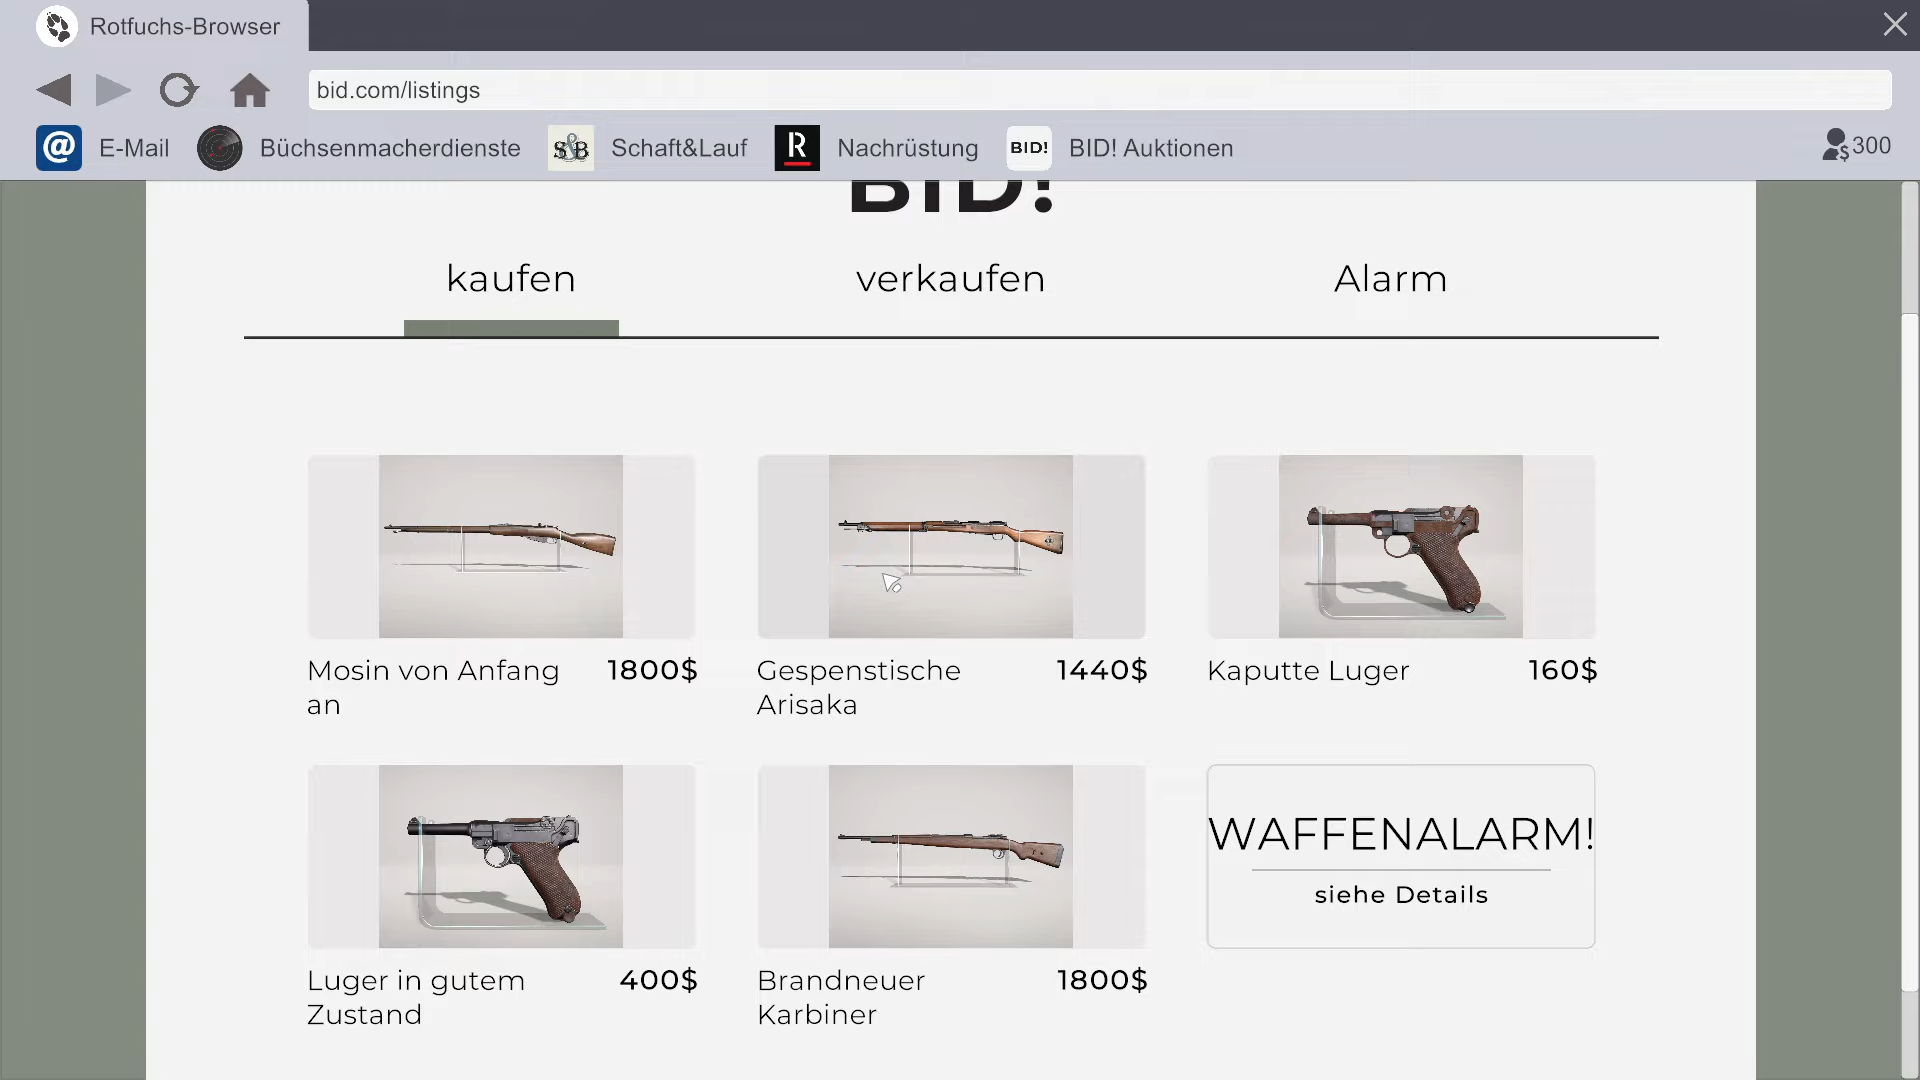 Rotfuchs-Browser
bid.com/listings
@ E-Mail Büchsenmacherdienste S&B Schaft&Lauf R Nachrüstung BID! BID! Auktionen $300
BID!
kaufen verkaufen Alarm
Mosin von Anfang 1800$ Gespenstische 1440$ Kaputte Luger 160$
an Arisaka
WAFFENALARM!
siehe Details
Luger in gutem 400$ Brandneuer 1800$
Zustand Karbiner